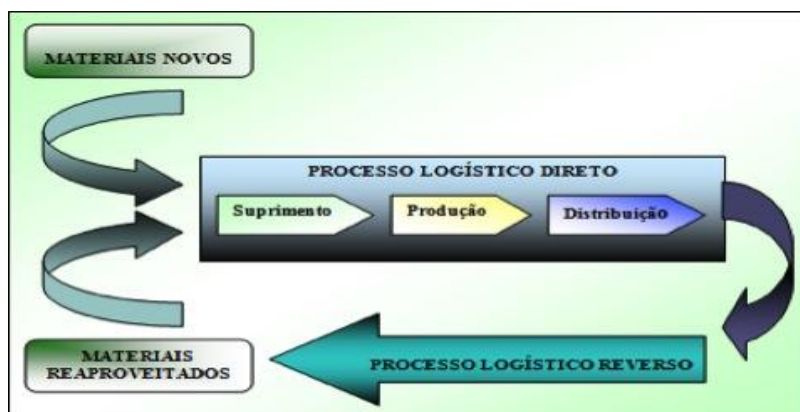 MATERIAIS NOVOS
PROCESSO LOGÍSTICO DIRETO
Suprimento
Produção
Distribuição
MATERIAIS
REAPROVEITADOS
PROCESSO LOGÍSTICO REVERSO